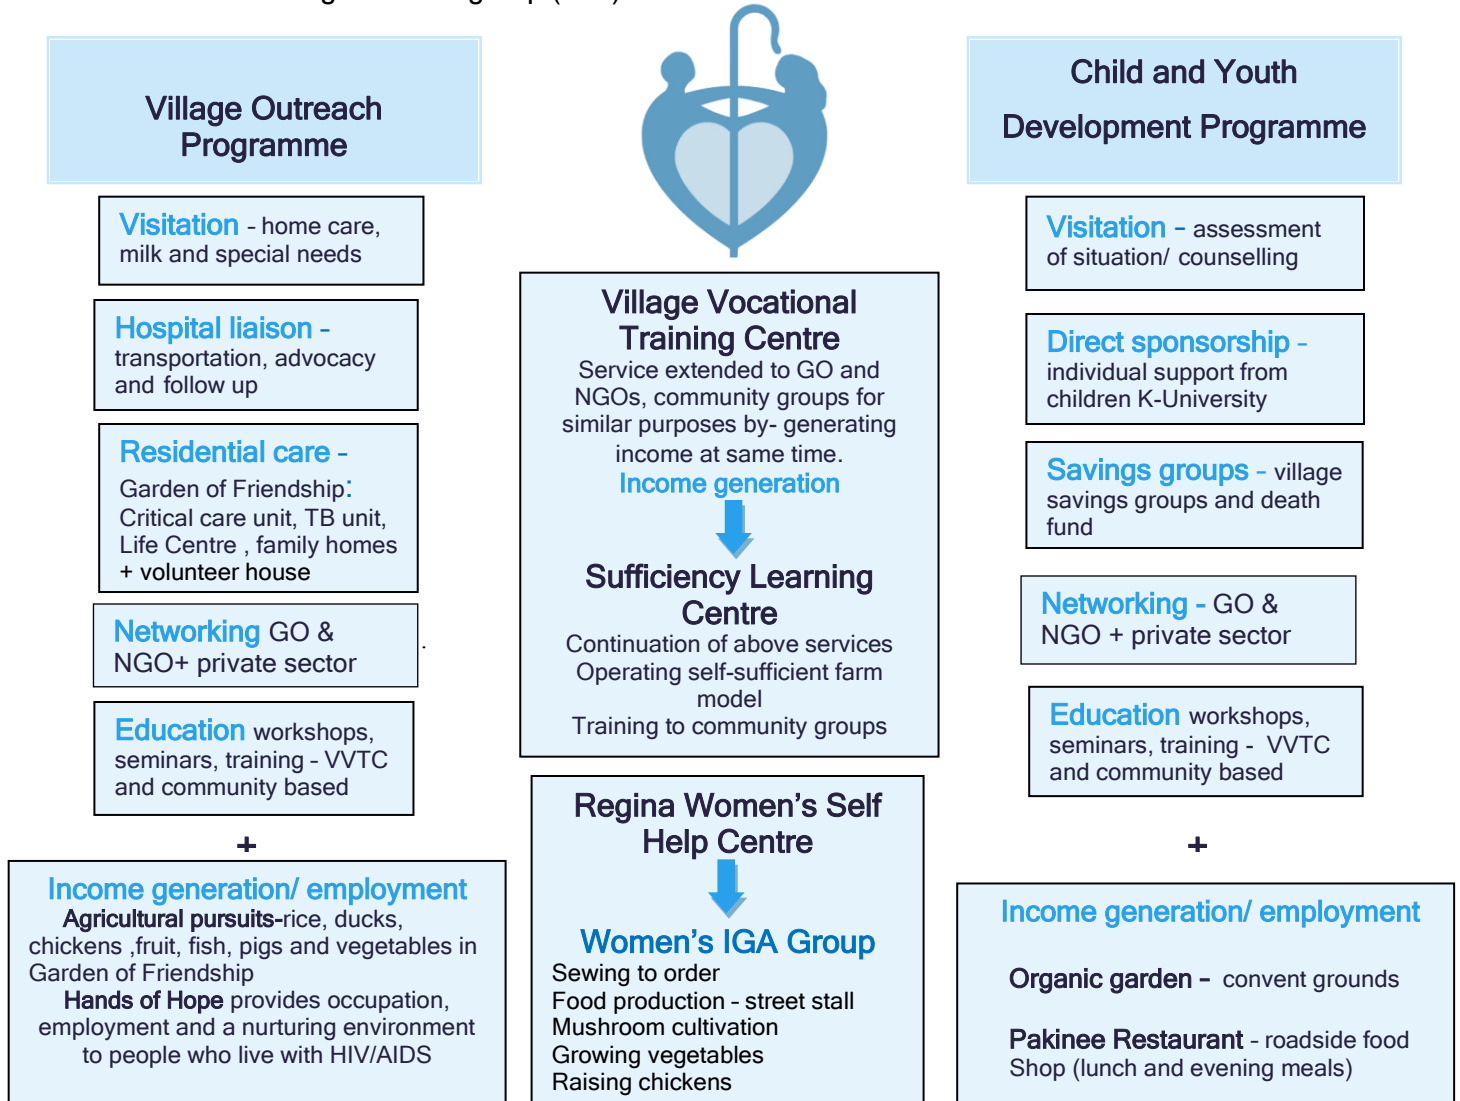 Village Outreach
Programme
Visitation - home care,
milk and special needs
Hospital liaison -
transportation, advocacy
and follow up
Residential care -
Garden of Friendship:
Critical care unit, TB unit,
Life Centre , family homes
+ volunteer house
Networking GO &
NGO+ private sector
.
Education workshops,
seminars, training - VVTC
and community based
+
Income generation/ employment
Agricultural pursuits-rice, ducks,
chickens ,fruit, fish, pigs and vegetables in
Garden of Friendship
Hands of Hope provides occupation,
employment and a nurturing environment
to people who live with HIV/AIDS
Village Vocational
Training Centre
Service extended to GO and
NGOs, community groups for
similar purposes by- generating
income at same time.
Income generation
Sufficiency Learning
Centre
Continuation of above services
Operating self-sufficient farm
model
Training to community groups
Regina Women's Self
Help Centre
Women's IGA Group
Sewing to order
Food production - street stall
Mushroom cultivation
Growing vegetables
Raising chickens
Child and Youth
Development Programme
Visitation - assessment
of situation/ counselling
Direct sponsorship -
individual support from
children K-University
Savings groups - village
savings groups and death
fund
Networking - GO &
NGO + private sector
Education workshops,
seminars, training - VVTC
and community based
+
Income generation/ employment
Organic garden - convent grounds
Pakinee Restaurant - roadside food
Shop (lunch and evening meals)